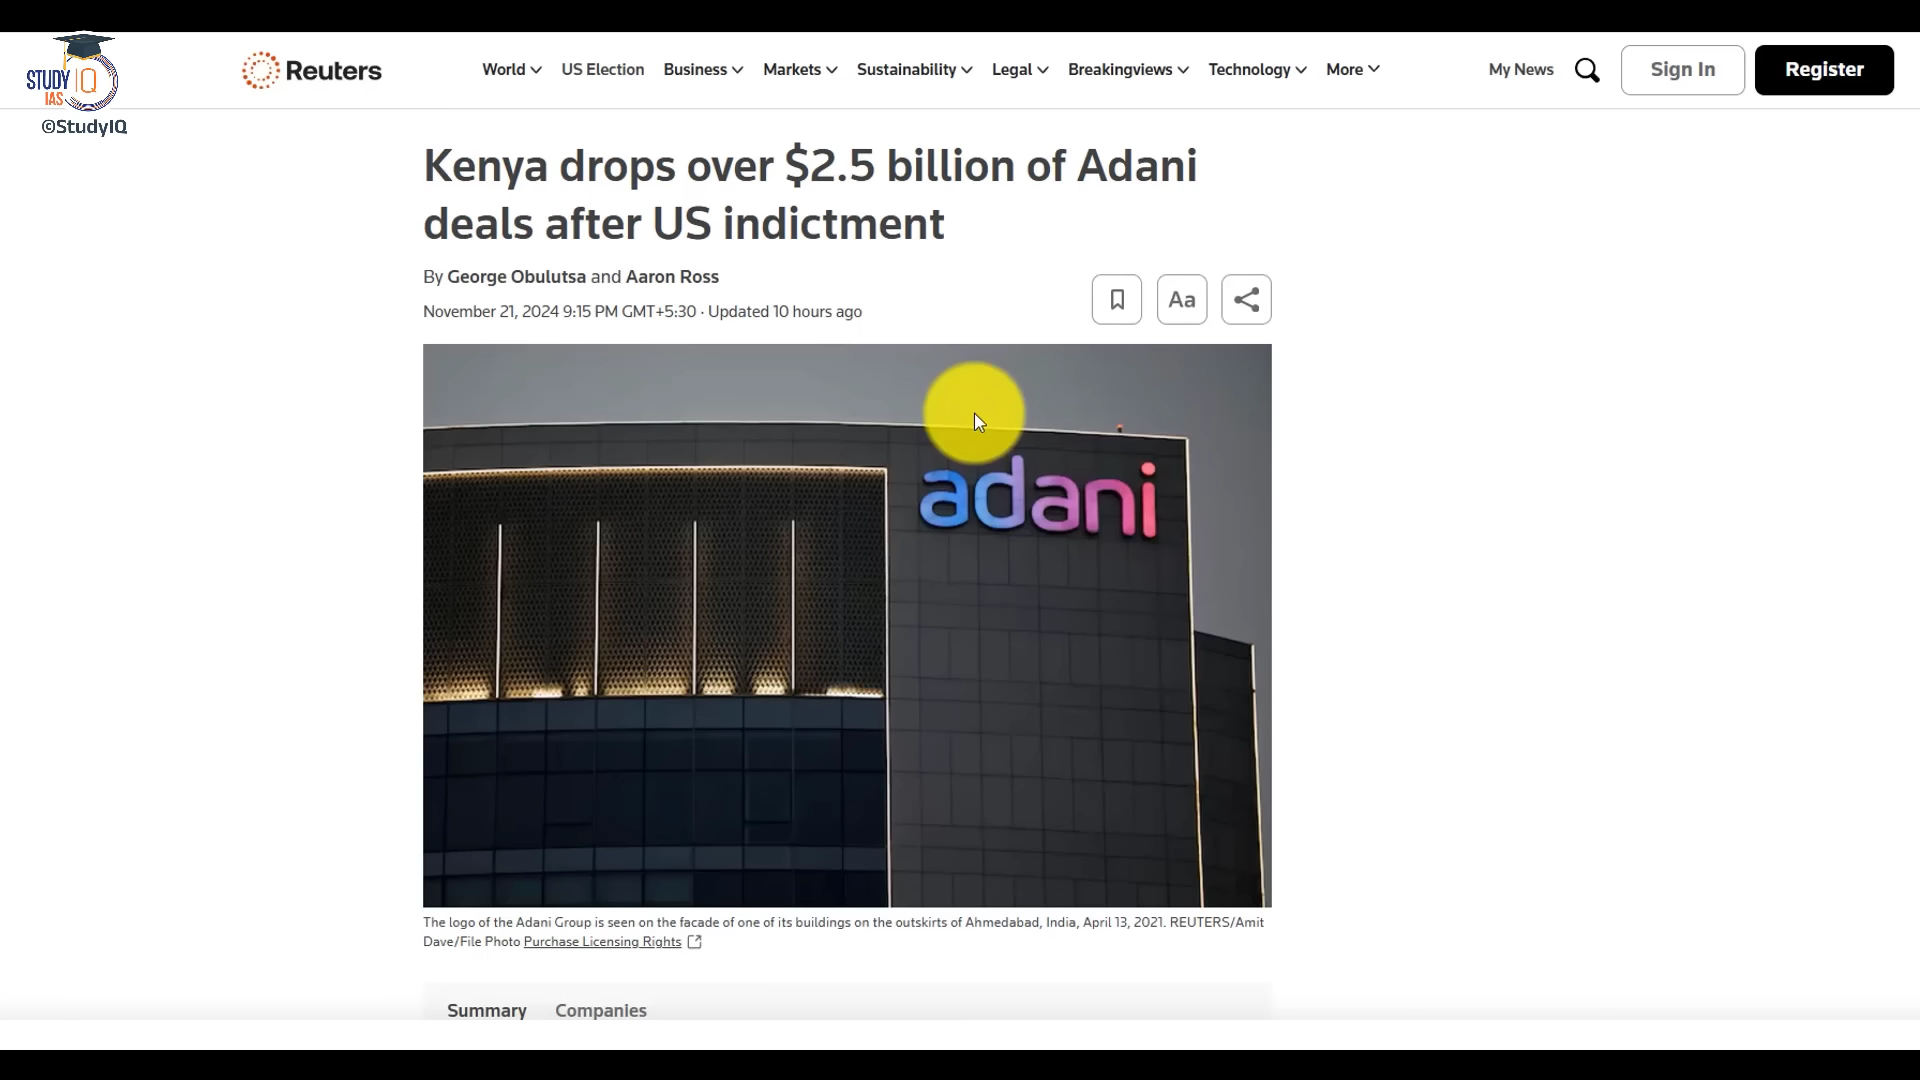 STUDY IQ
IAS
©StudyIQ
Reuters
World US Election Business Markets Sustainability Legal Breakingviews Technology More
My News Sign In Register
Kenya drops over $2.5 billion of Adani
deals after US indictment
By George Obulutsa and Aaron Ross
November 21, 2024 9:15 PM GMT+5:30 · Updated 10 hours ago
Aa
adani
The logo of the Adani Group is seen on the facade of one of its buildings on the outskirts of Ahmedabad, India, April 13, 2021. REUTERS/Amit
Dave/File Photo Purchase Licensing Rights
Summary Companies